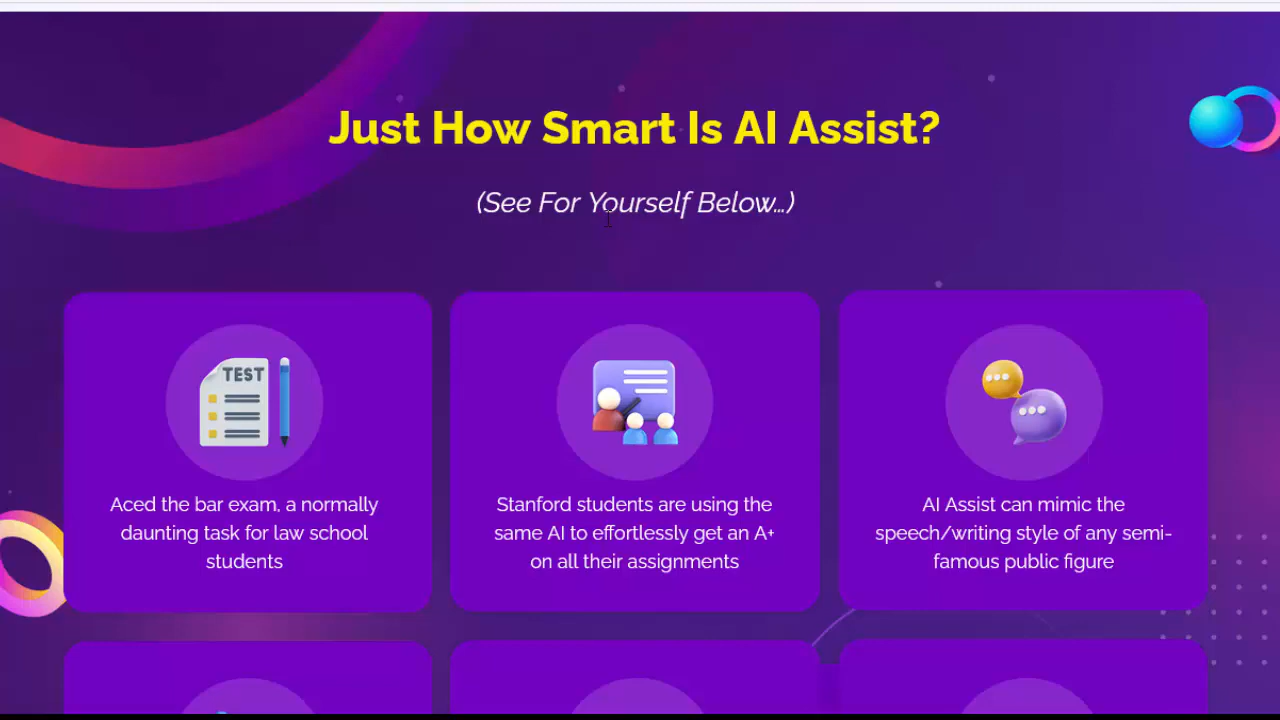 Just How Smart Is AI Assist?
(See For Yourself Below...)
TEST
Aced the bar exam, a normally
daunting task for law school
students
Stanford students are using the
same AI to effortlessly get an A+
on all their assignments
AI Assist can mimic the
speech/writing style of any semi-
famous public figure